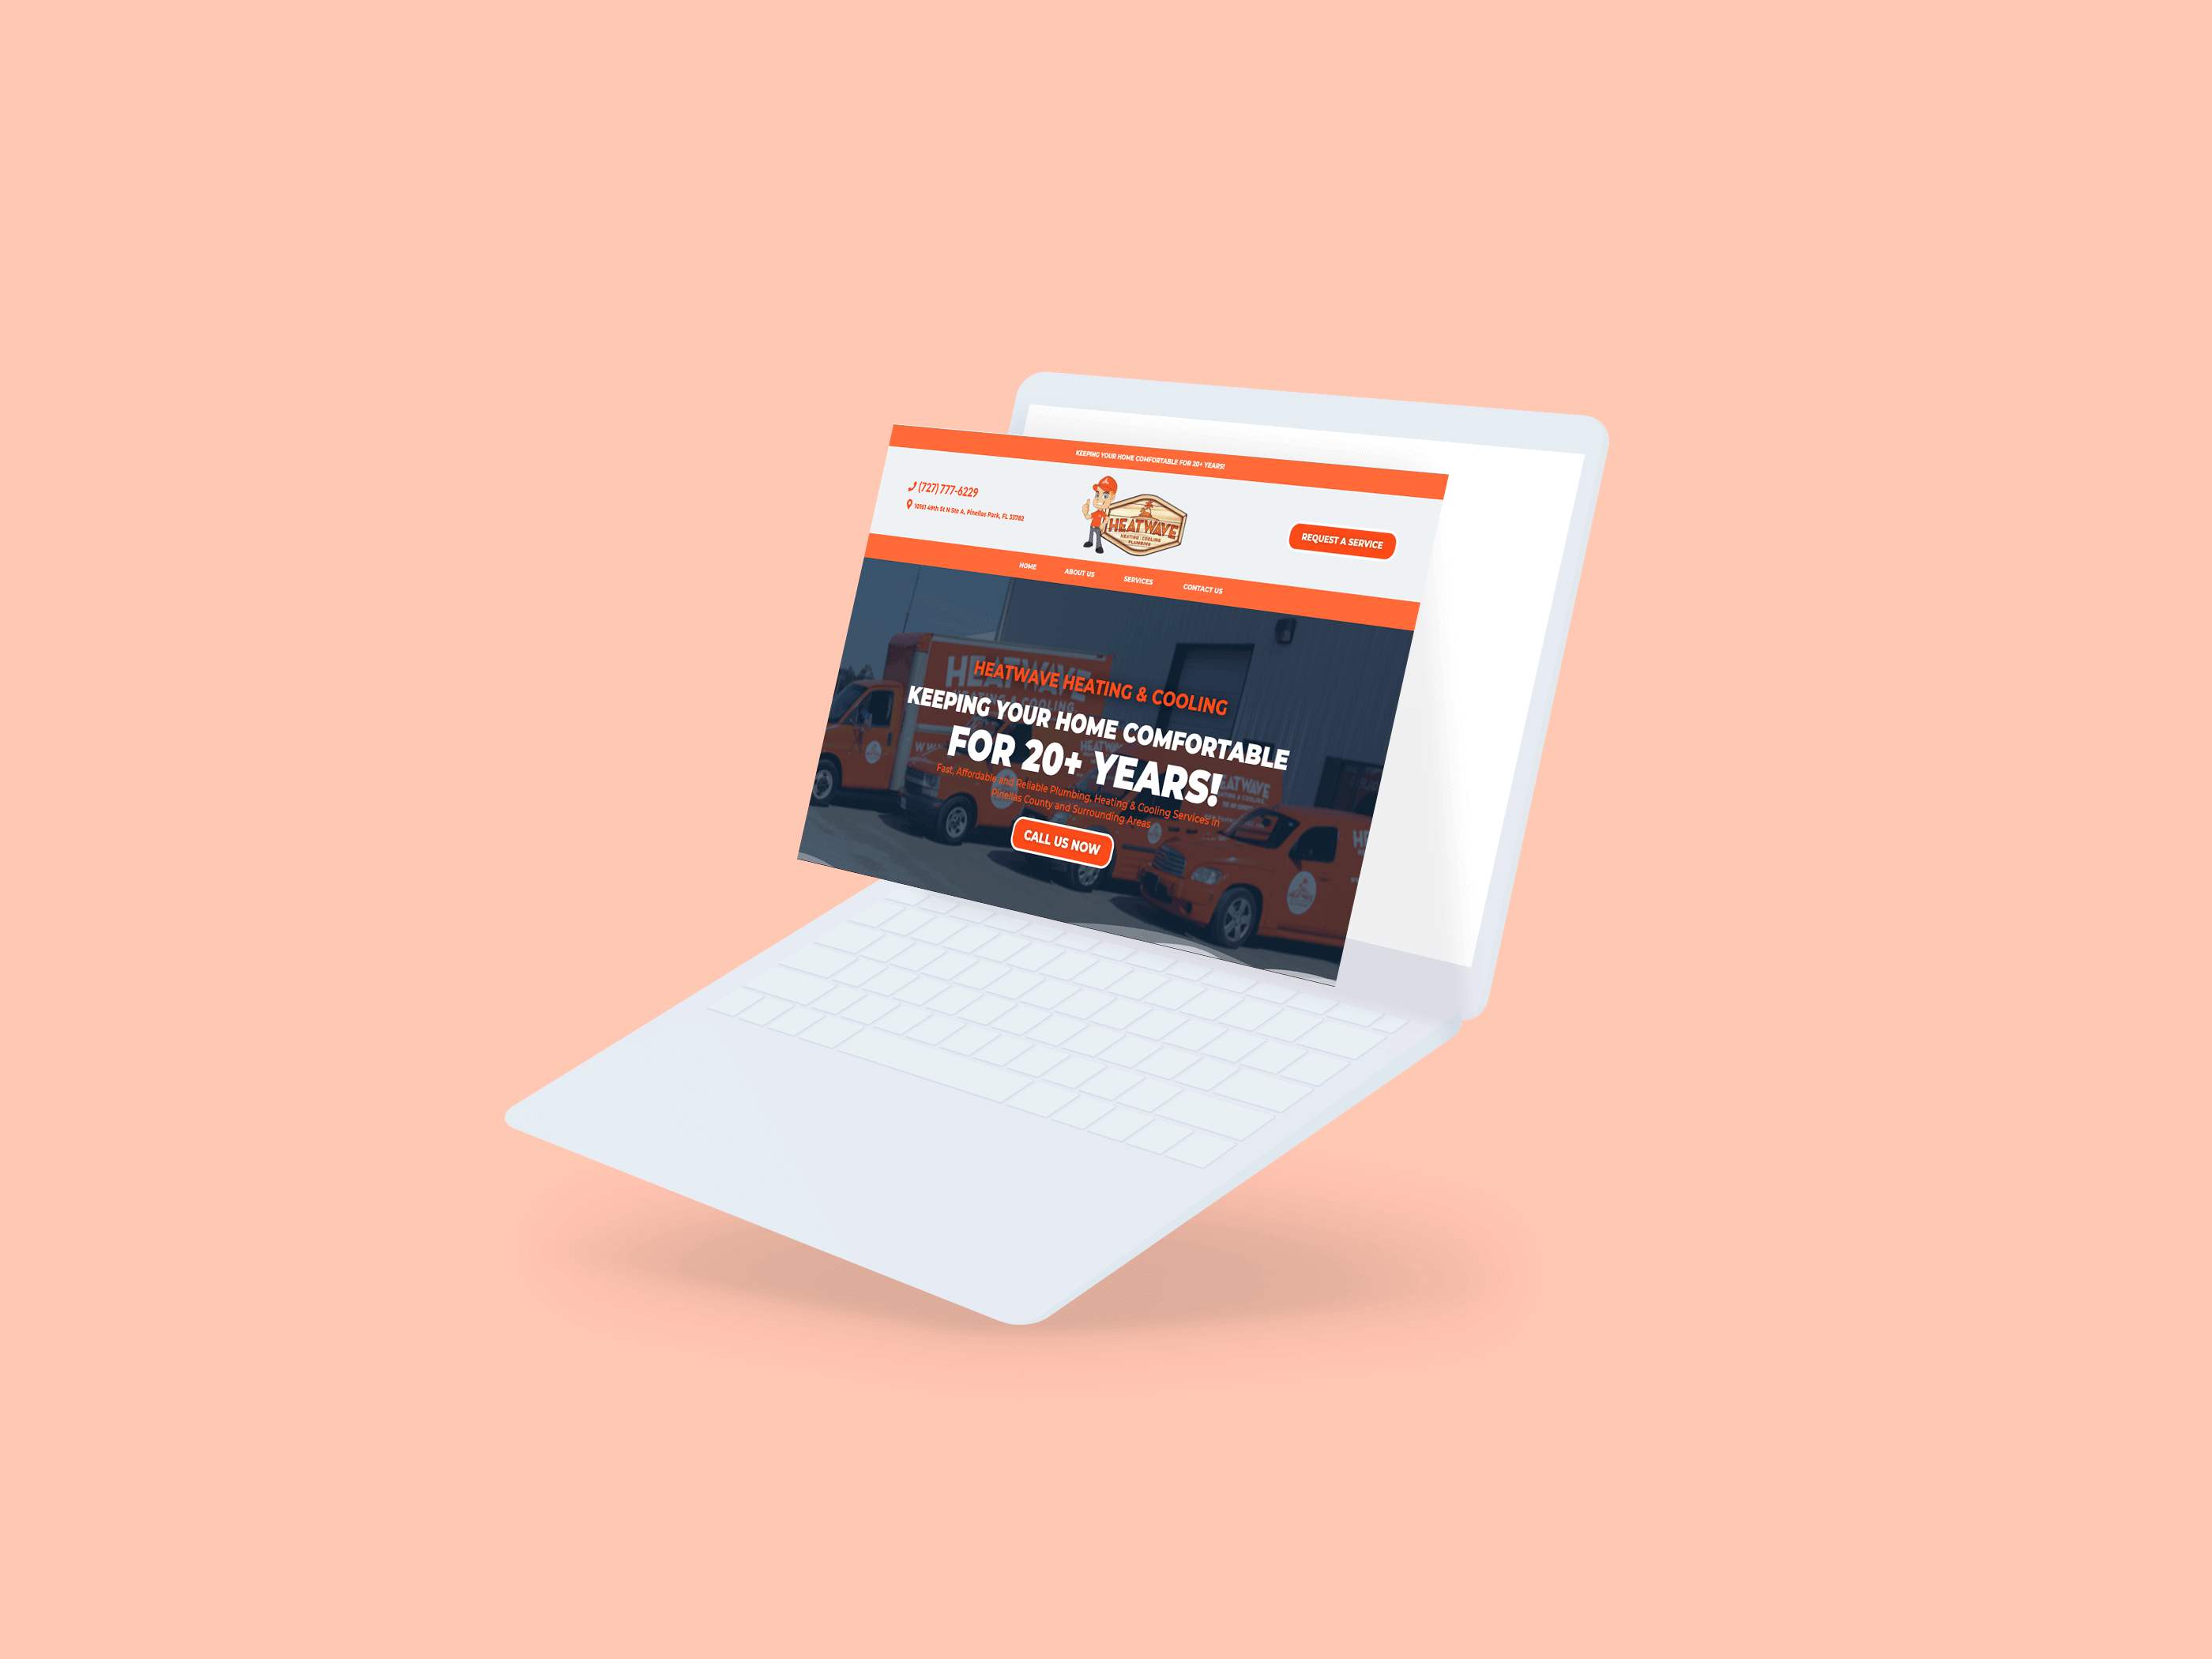 KEEPING YOUR HOME COMFORTABLE FOR 20+ YEARS!
(727) 777-6229
10161 49th St N Ste A, Pinellas Park, FL 33782
HEATWAVE
HEATING COOLING
PLUMBING
REQUEST A SERVICE
HOME ABOUT US SERVICES CONTACT US
HEATWAVE
HEATING & COOLING
HEATWAVE HEATING & COOLING
KEEPING YOUR HOME COMFORTABLE
FOR 20+ YEARS!
Fast, Affordable and Reliable Plumbing, Heating & Cooling Services in
Pinellas County and Surrounding Areas
CALL US NOW